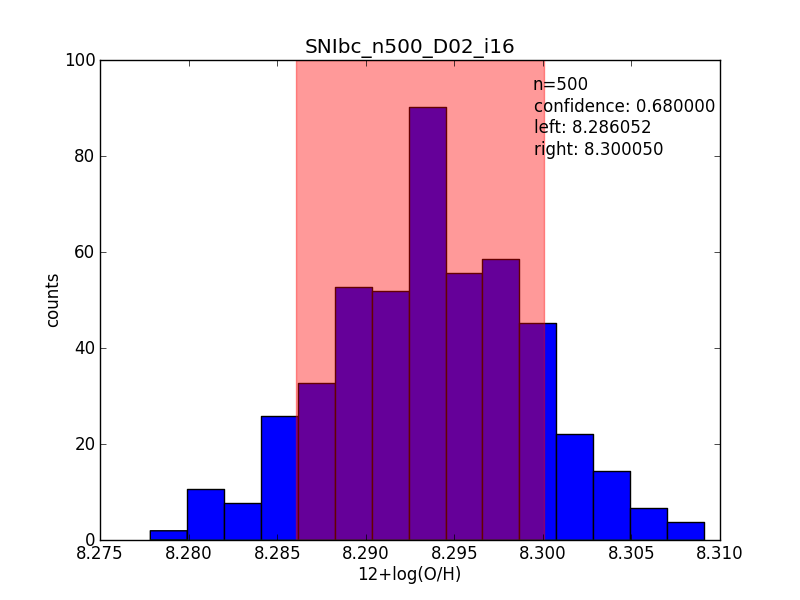 SNIbc_n500_D02_i16
n=500
confidence: 0.680000
left: 8.286052
right: 8.300050
100
80
60
40
20
0
counts
8.275 8.280 8.285 8.290 8.295 8.300 8.305 8.310
12+log(O/H)